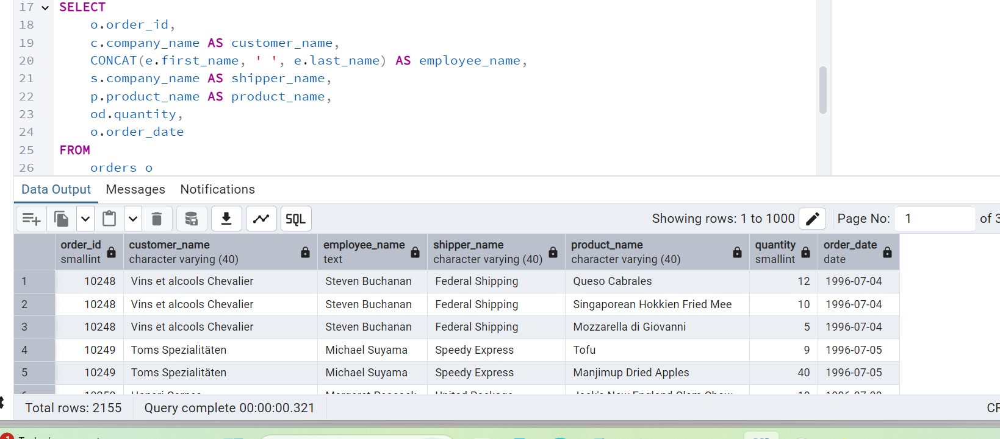 17 SELECT
18 o.order_id,
19 c.company_name AS customer_name,
20 CONCAT(e.first_name, ' ', e.last_name) AS employee_name,
21 s.company_name AS shipper_name,
22 p.product_name AS product_name,
23 od.quantity,
24 o.order_date
25 FROM
26 orders o
Data Output Messages Notifications
SQL Showing rows: 1 to 1000 Page No: 1 of 3
order_id customer_name employee_name shipper_name product_name quantity order_date
smallint character varying (40) text character varying (40) character varying (40) smallint date
1 10248 Vins et alcools Chevalier Steven Buchanan Federal Shipping Queso Cabrales 12 1996-07-04
2 10248 Vins et alcools Chevalier Steven Buchanan Federal Shipping Singaporean Hokkien Fried Mee 10 1996-07-04
3 10248 Vins et alcools Chevalier Steven Buchanan Federal Shipping Mozzarella di Giovanni 5 1996-07-04
4 10249 Toms Spezialitäten Michael Suyama Speedy Express Tofu 9 1996-07-05
5 10249 Toms Spezialitäten Michael Suyama Speedy Express Manjimup Dried Apples 40 1996-07-05
Total rows: 2155 Query complete 00:00:00.321 CR